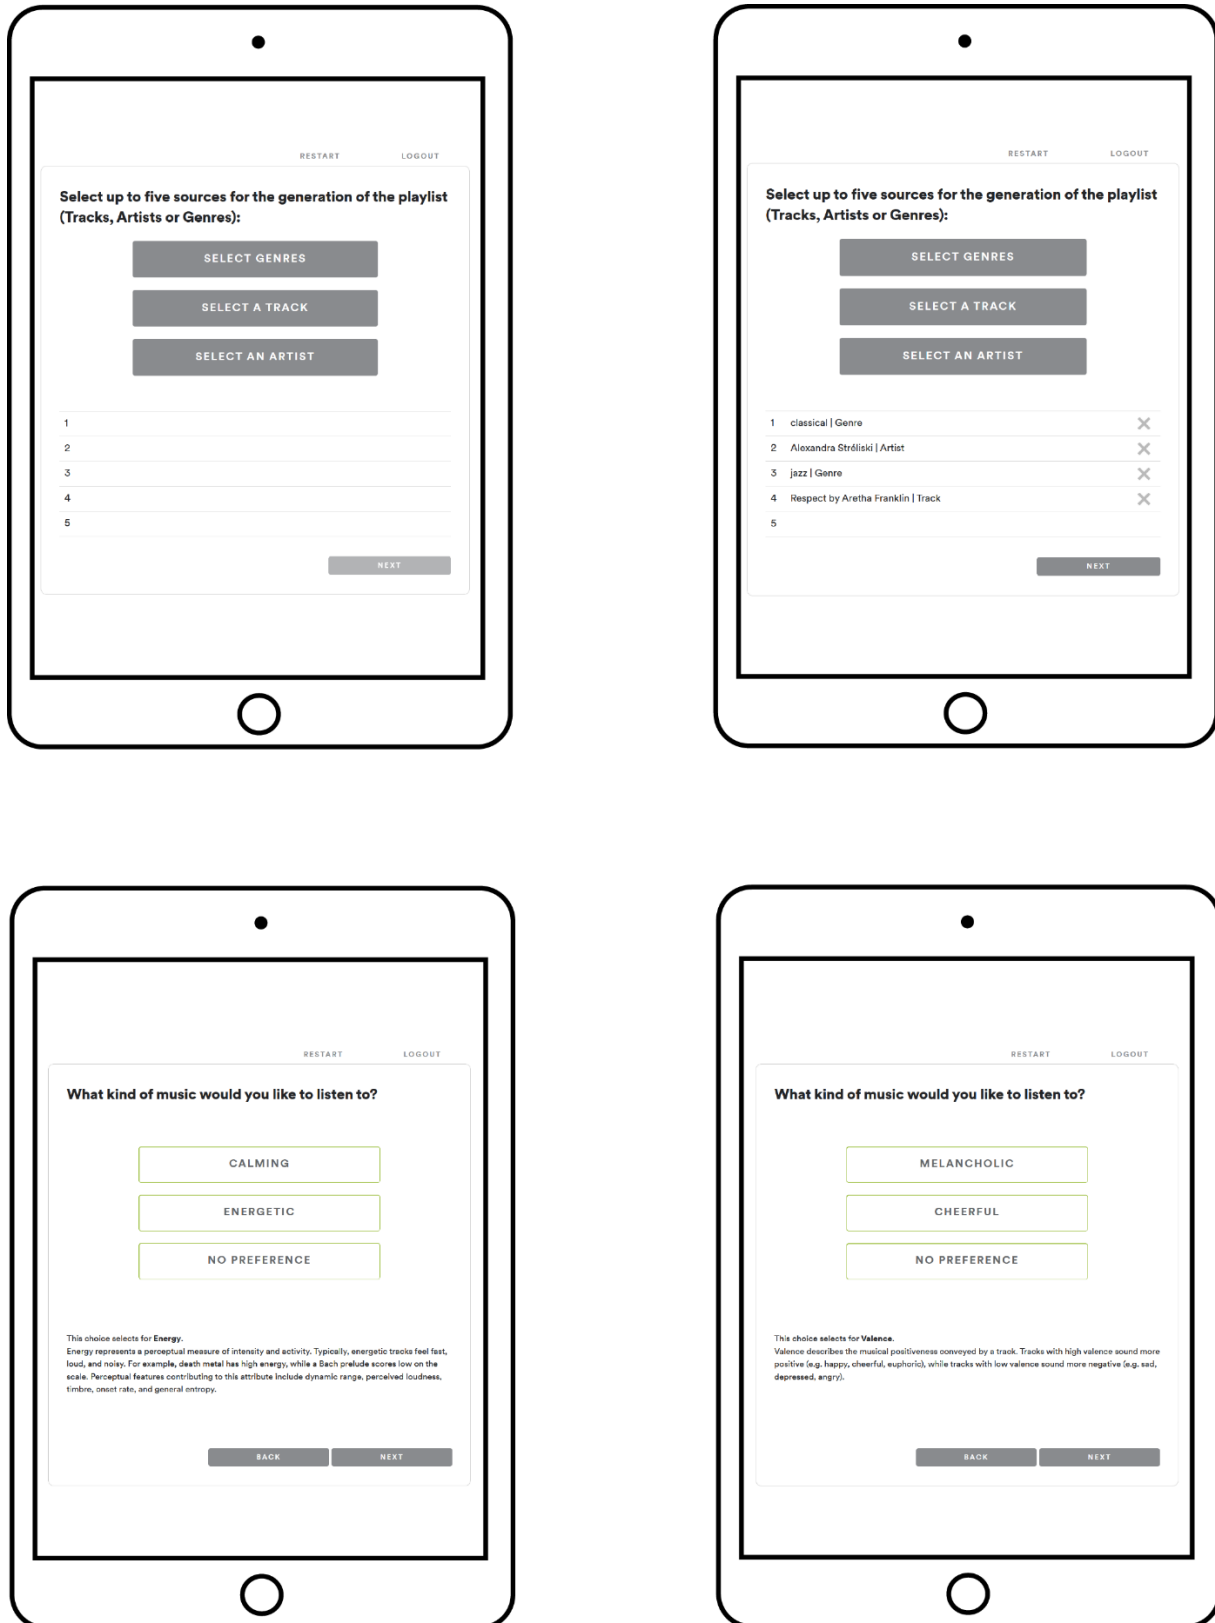 RESTART LOGOUT
Select up to five sources for the generation of the playlist
(Tracks, Artists or Genres):
SELECT GENRES
SELECT A TRACK
SELECT AN ARTIST
1
2
3
4
5
NEXT
RESTART LOGOUT
Select up to five sources for the generation of the playlist
(Tracks, Artists or Genres):
SELECT GENRES
SELECT A TRACK
SELECT AN ARTIST
1 classical | Genre
2 Alexandra Stréliski | Artist
3 jazz | Genre
4 Respect by Aretha Franklin | Track
5
NEXT
RESTART LOGOUT
What kind of music would you like to listen to?
CALMING
ENERGETIC
NO PREFERENCE
This choice selects for Energy.
Energy represents a perceptual measure of intensity and activity. Typically, energetic tracks feel fast,
loud, and noisy. For example, death metal has high energy, while a Bach prelude scores low on the
scale. Perceptual features contributing to this attribute include dynamic range, perceived loudness,
timbre, onset rate, and general entropy.
BACK NEXT
RESTART LOGOUT
What kind of music would you like to listen to?
MELANCHOLIC
CHEERFUL
NO PREFERENCE
This choice selects for Valence.
Valence describes the musical positiveness conveyed by a track. Tracks with high valence sound more
positive (e.g. happy, cheerful, euphoric), while tracks with low valence sound more negative (e.g. sad,
depressed, angry).
BACK NEXT